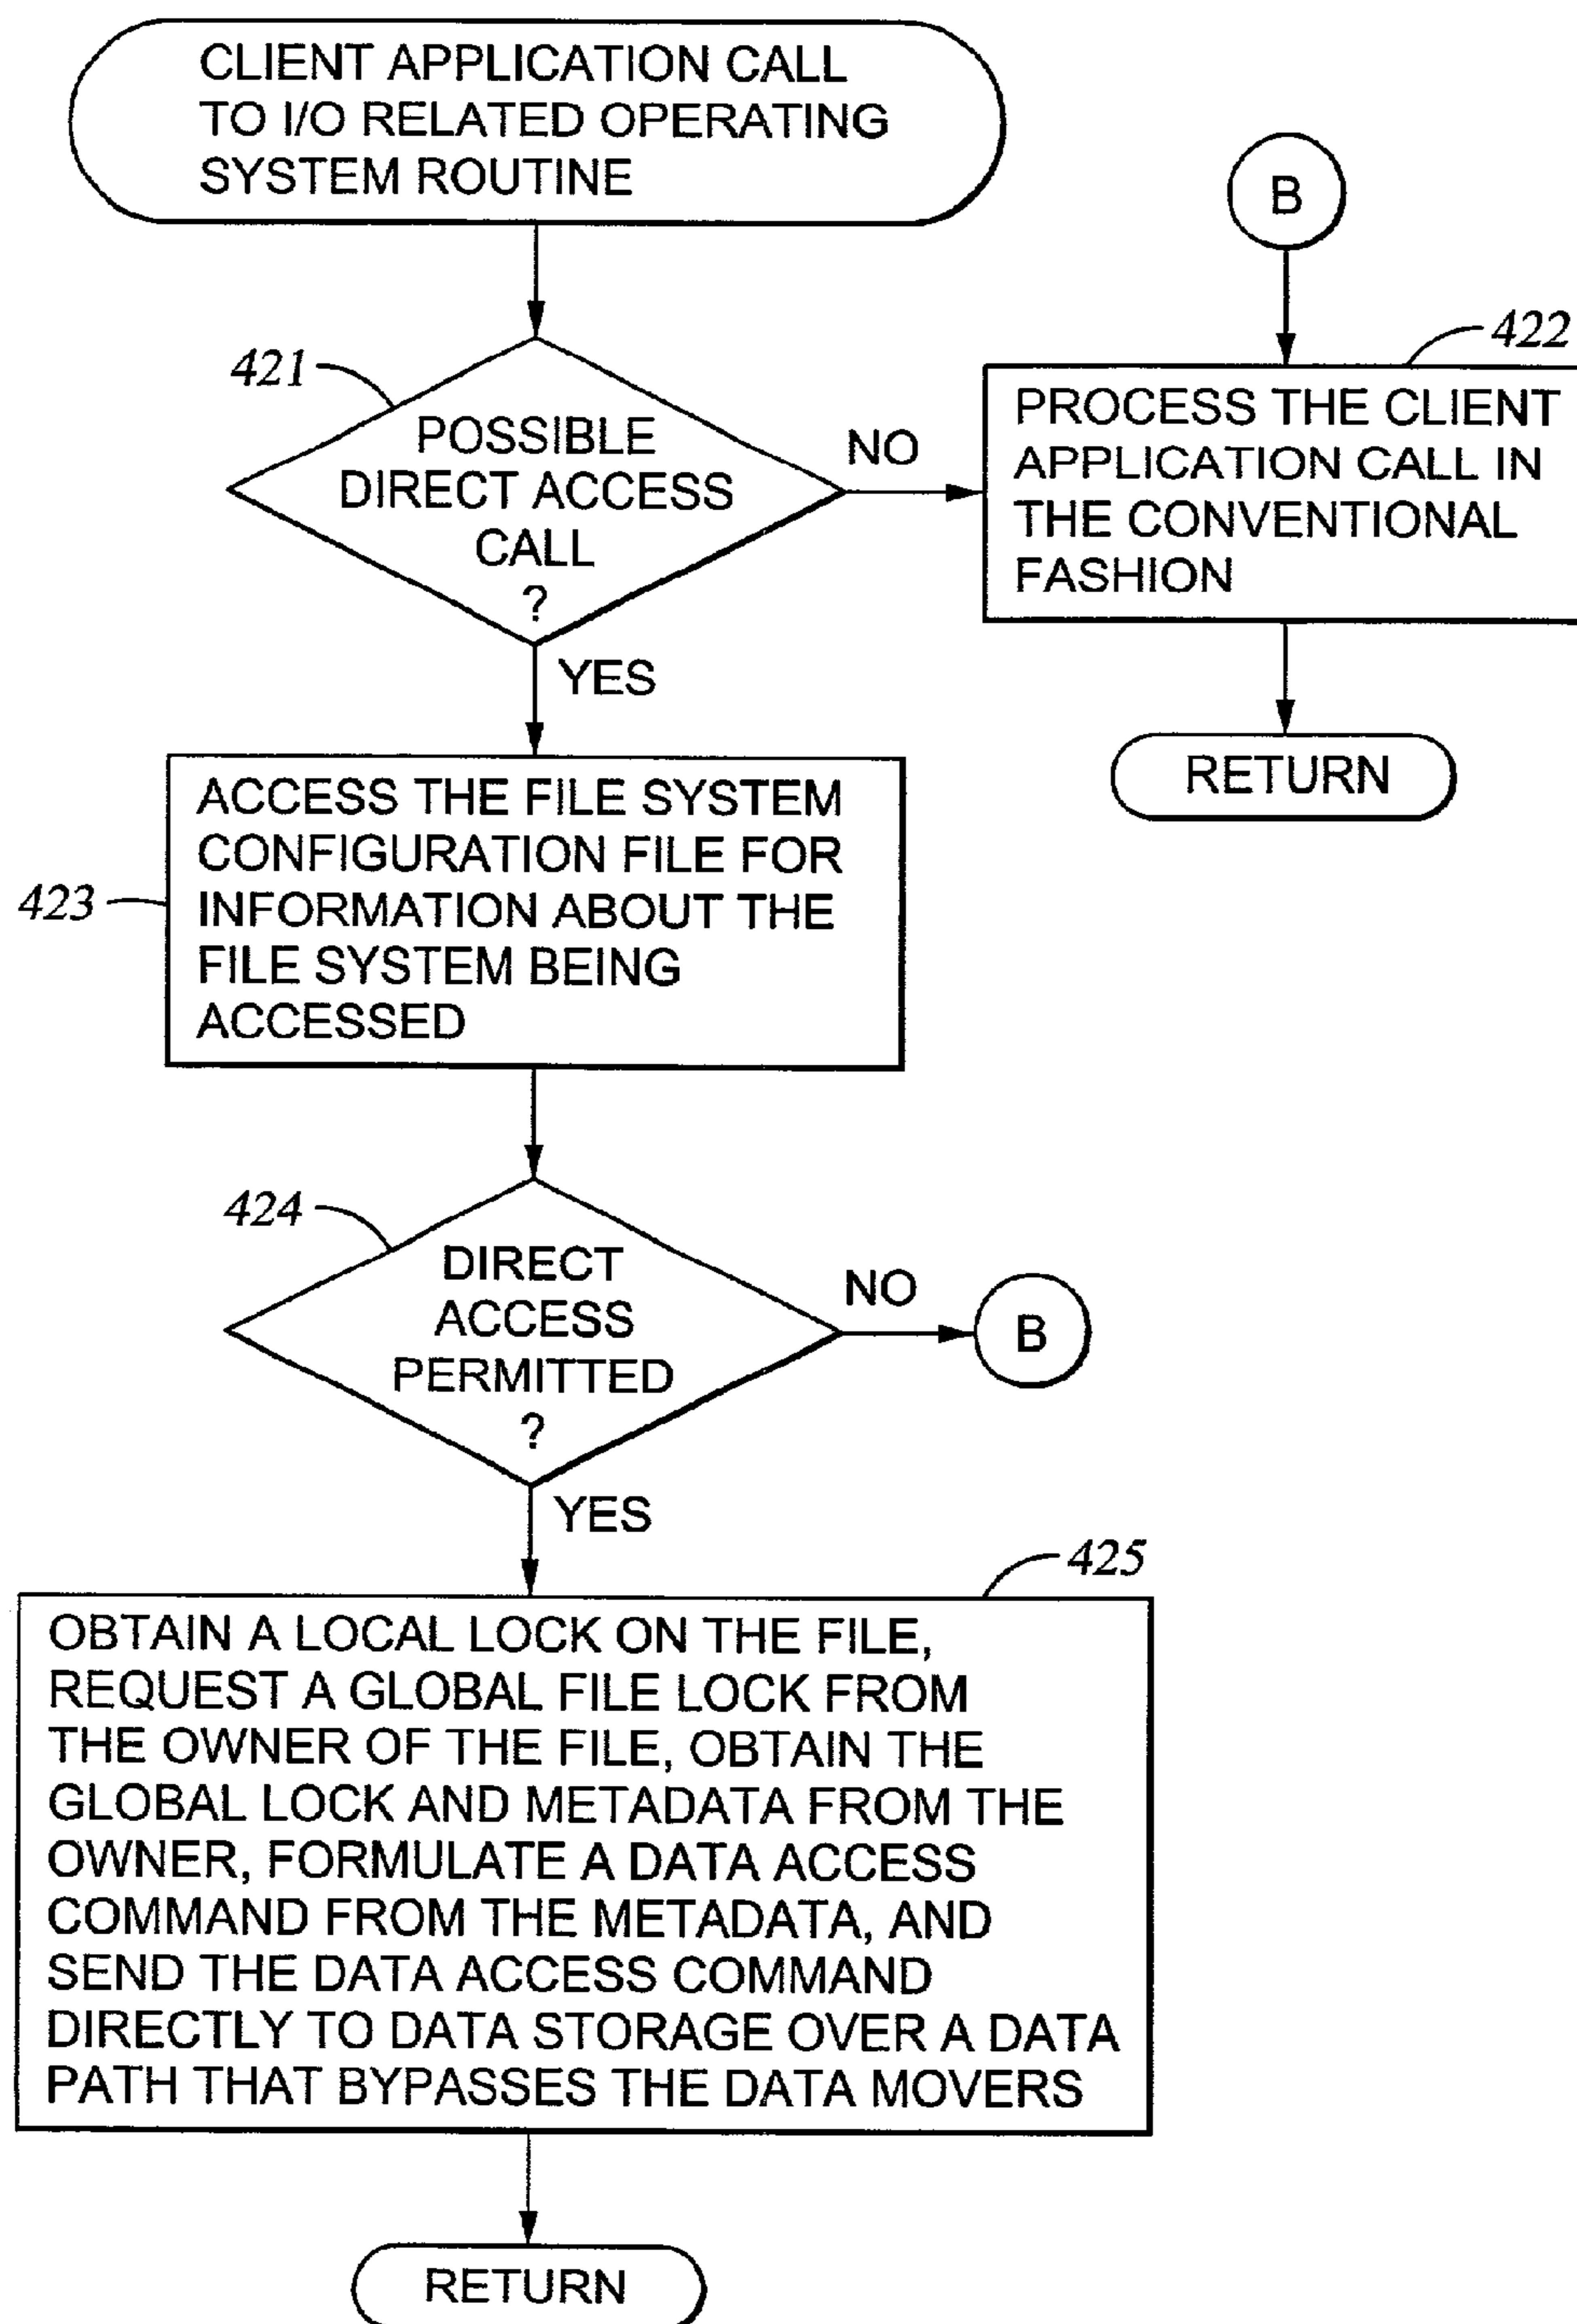 CLIENT APPLICATION CALL
TO I/O RELATED OPERATING
SYSTEM ROUTINE
B
421
POSSIBLE
DIRECT ACCESS
CALL
?
NO
422
PROCESS THE CLIENT
APPLICATION CALL IN
THE CONVENTIONAL
FASHION
YES
RETURN
423
ACCESS THE FILE SYSTEM
CONFIGURATION FILE FOR
INFORMATION ABOUT THE
FILE SYSTEM BEING
ACCESSED
424
DIRECT
ACCESS
PERMITTED
?
NO
B
YES
425
OBTAIN A LOCAL LOCK ON THE FILE,
REQUEST A GLOBAL FILE LOCK FROM
THE OWNER OF THE FILE, OBTAIN THE
GLOBAL LOCK AND METADATA FROM THE
OWNER, FORMULATE A DATA ACCESS
COMMAND FROM THE METADATA, AND
SEND THE DATA ACCESS COMMAND
DIRECTLY TO DATA STORAGE OVER A DATA
PATH THAT BYPASSES THE DATA MOVERS
RETURN